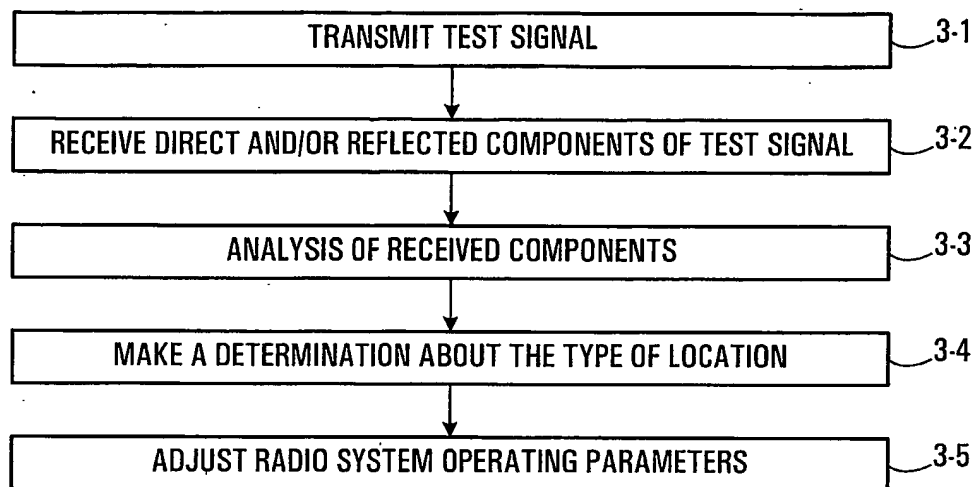 TRANSMIT TEST SIGNAL 3-1
RECEIVE DIRECT AND/OR REFLECTED COMPONENTS OF TEST SIGNAL 3-2
ANALYSIS OF RECEIVED COMPONENTS 3-3
MAKE A DETERMINATION ABOUT THE TYPE OF LOCATION 3-4
ADJUST RADIO SYSTEM OPERATING PARAMETERS 3-5